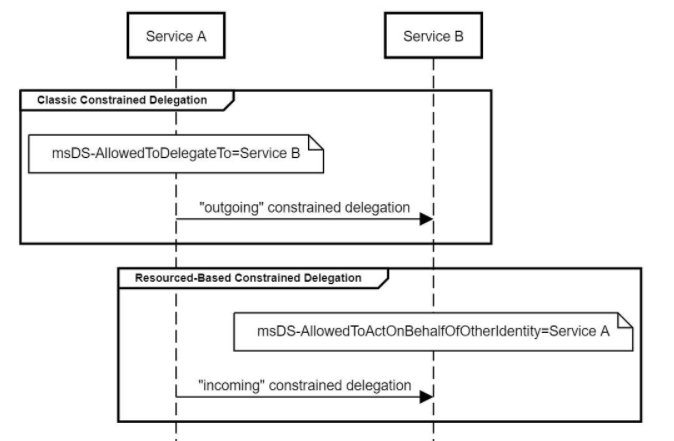 Service A
Service B
Classic Constrained Delegation
msDS-AllowedToDelegateTo=Service B
"outgoing" constrained delegation
Resourced-Based Constrained Delegation
msDS-AllowedToActOnBehalfOfOtherIdentity=Service A
"incoming" constrained delegation